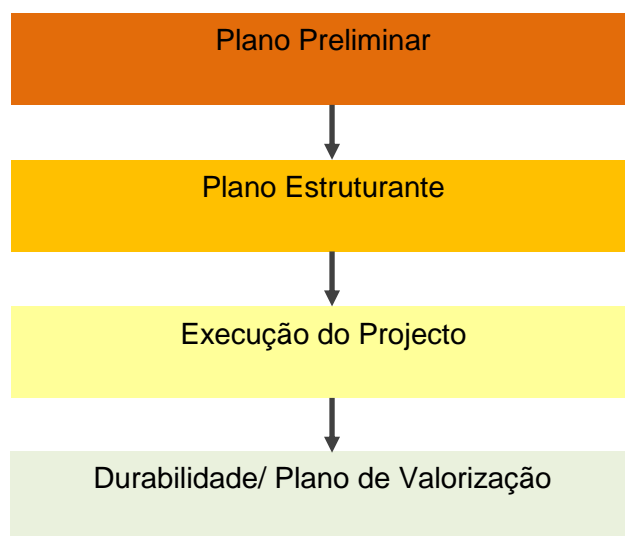 Plano Preliminar
Plano Estruturante
Execução do Projecto
Durabilidade/ Plano de Valorização